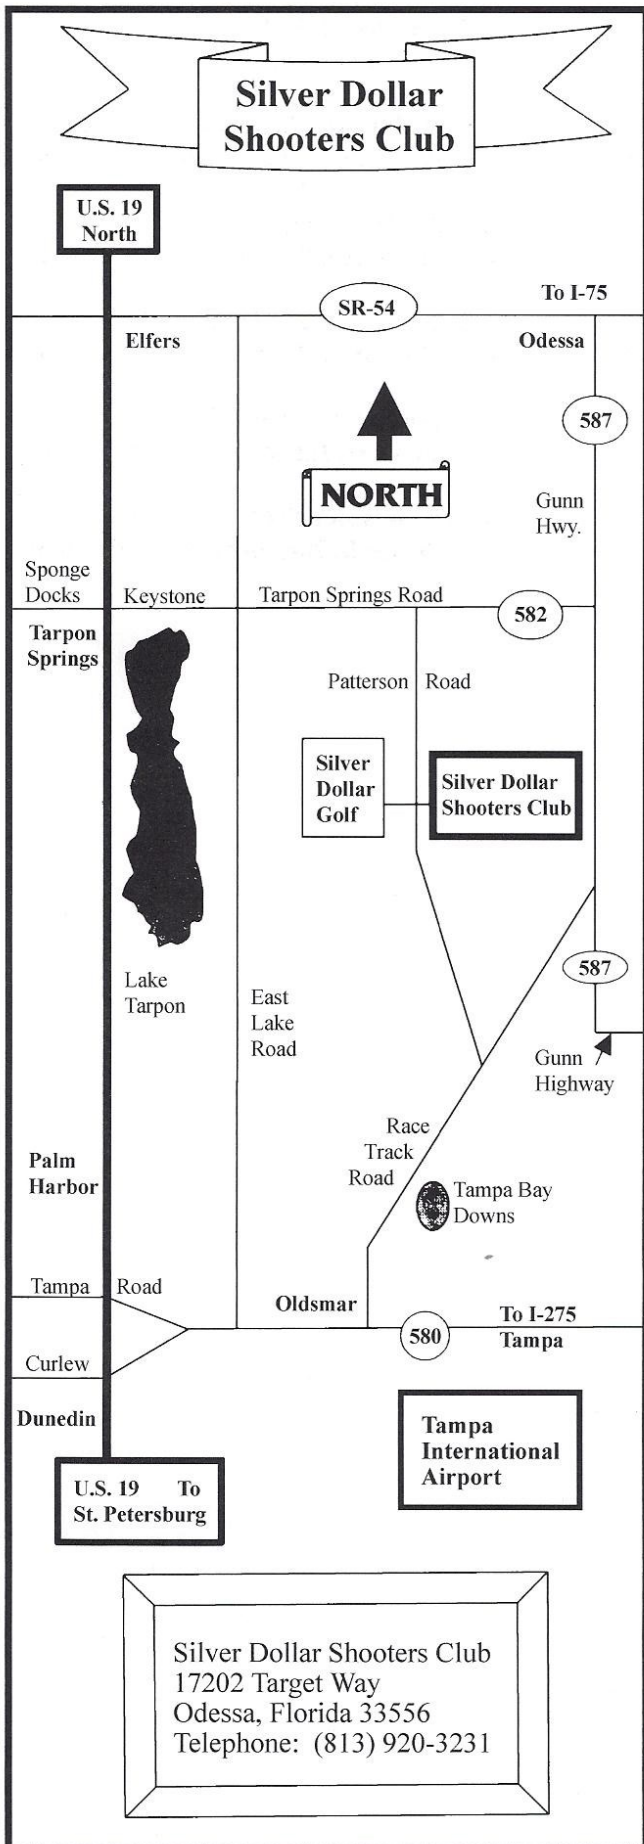 Silver Dollar
Shooters Club
U.S. 19
North
To I-75
SR-54
Elfers
Odessa
587
NORTH
Gunn
Hwy.
Sponge
Docks
Keystone
Tarpon Springs Road
582
Tarpon
Springs
Patterson Road
Silver
Dollar
Golf
Silver Dollar
Shooters Club
587
Lake
Tarpon
East
Lake
Road
Gunn
Highway
Race
Track
Road
Palm
Harbor
Tampa Bay
Downs
Tampa Road
Oldsmar
To I-275
580
Tampa
Curlew
Dunedin
Tampa
International
Airport
U.S. 19 To
St. Petersburg
Silver Dollar Shooters Club
17202 Target Way
Odessa, Florida 33556
Telephone: (813) 920-3231